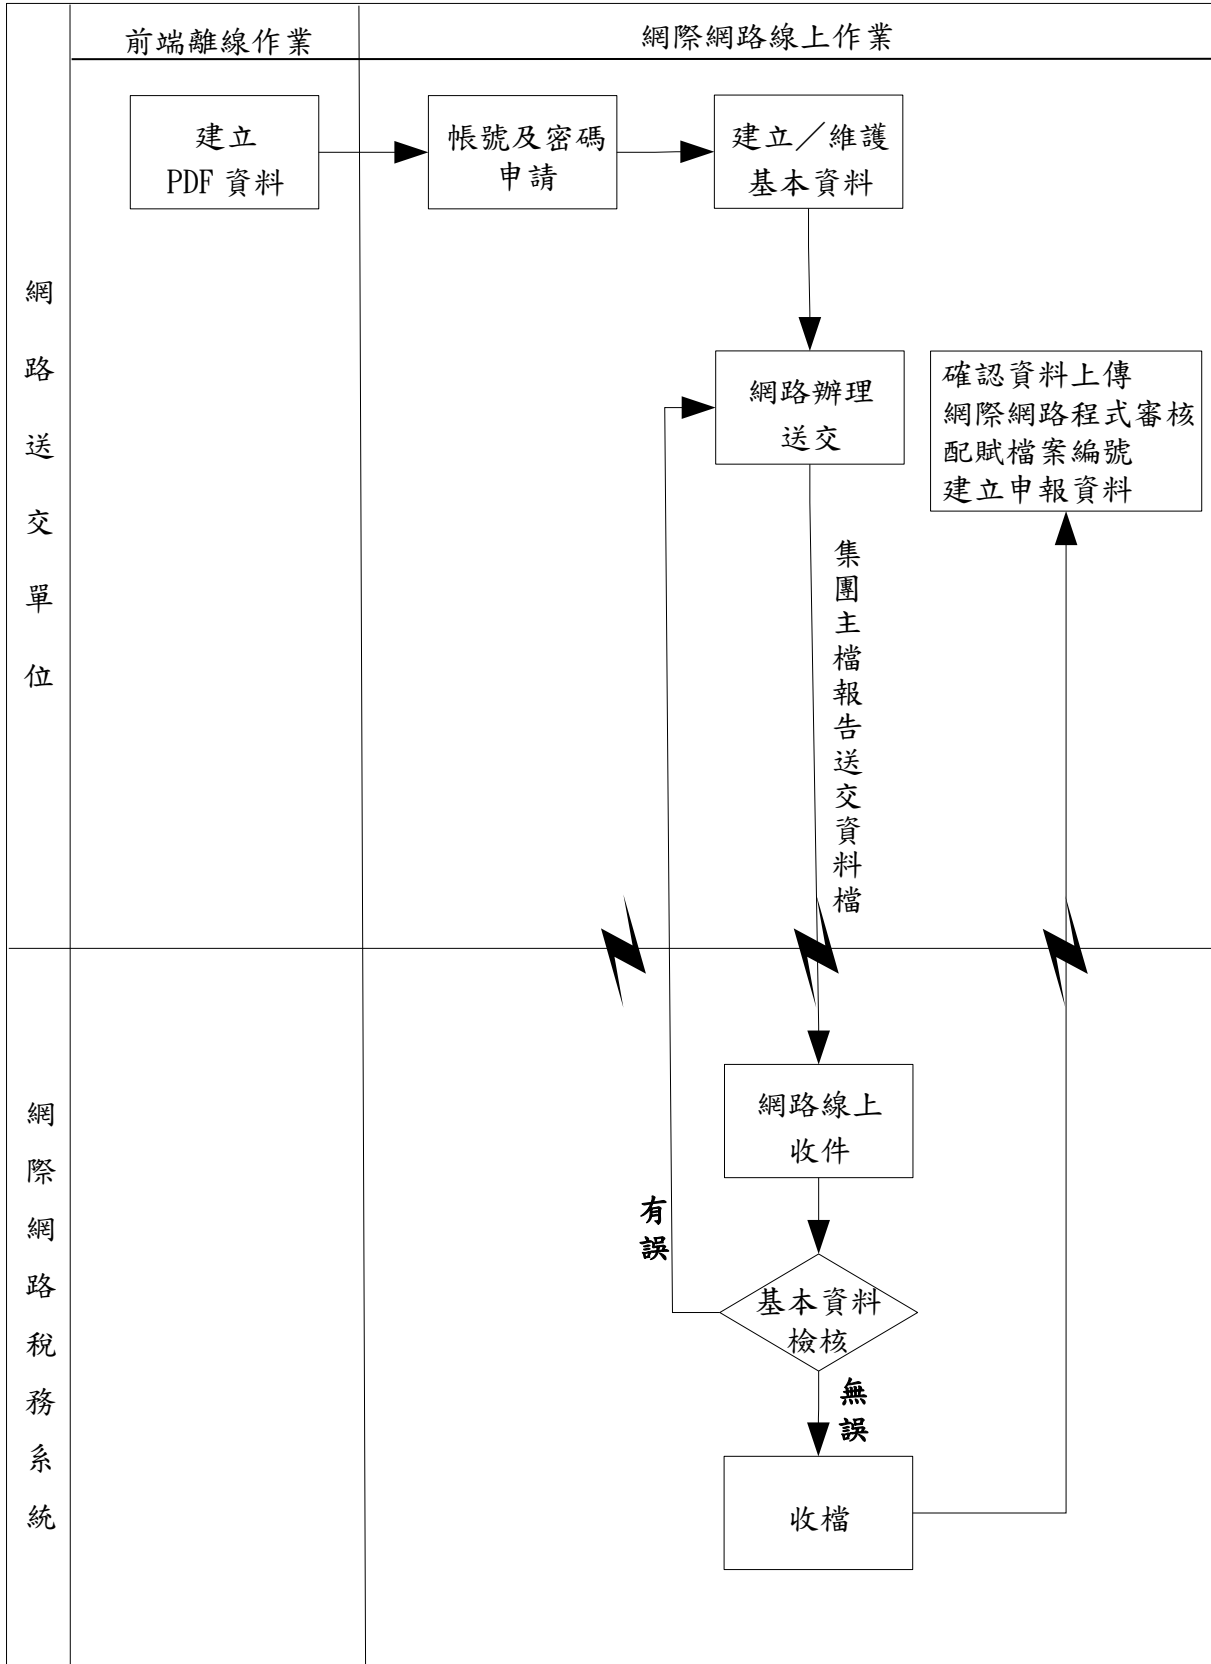 前端離線作業
網際網路線上作業
網路送交單位
建立
PDF 資料
帳號及密碼
申請
建立／維護
基本資料
網路辦理
送交
確認資料上傳
網際網路程式審核
配賦檔案編號
建立申報資料
集團主檔報告送交資料檔
網際網路稅務系統
網路線上
收件
有誤
基本資料
檢核
無誤
收檔